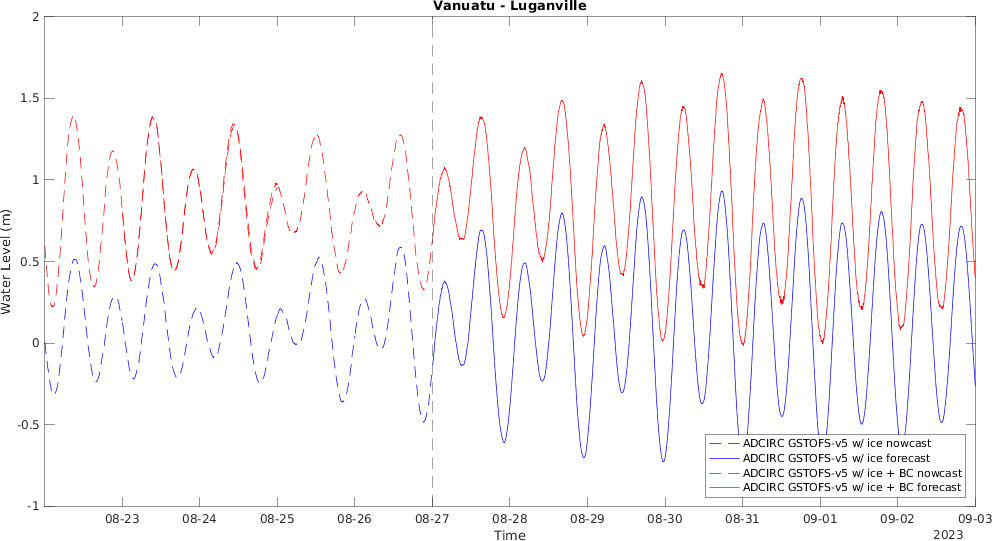 Vanuatu - Luganville
2
1.5
1
0.5
0
-0.5
-1
Water Level (m)
ADCIRC GSTOFS-v5 w/ ice nowcast
ADCIRC GSTOFS-v5 w/ ice forecast
ADCIRC GSTOFS-v5 w/ ice + BC nowcast
ADCIRC GSTOFS-v5 w/ ice + BC forecast
08-23 08-24 08-25 08-26 08-27 08-28 08-29 08-30 08-31 09-01 09-02 09-03
Time
2023